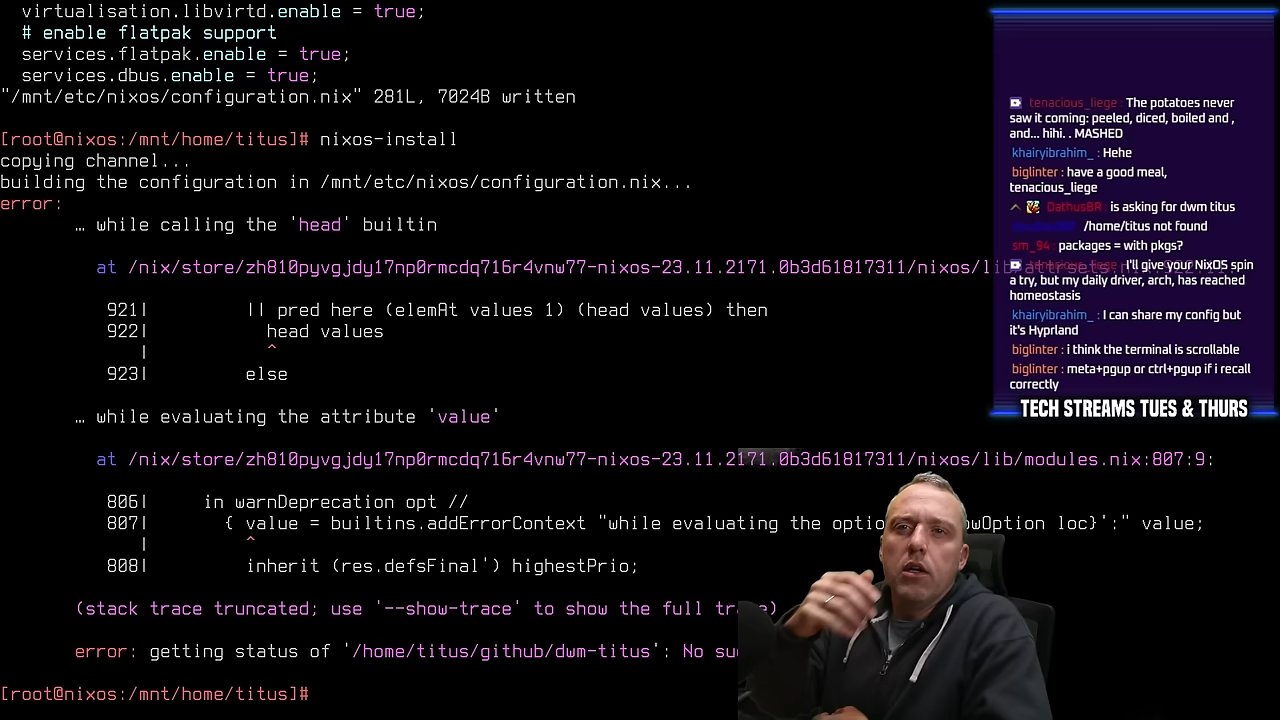 virtualisation.libvirtd.enable = true;
# enable flatpak support
services.flatpak.enable = true;
services.dbus.enable = true;
"/mnt/etc/nixos/configuration.nix" 281L, 7024B written
[root@nixos:/mnt/home/titus]# nixos-install
copying channel...
building the configuration in /mnt/etc/nixos/configuration.nix...
error:
… while calling the 'head' builtin
at /nix/store/zh810pyvgjdy17np0rmcdq716r4vnw77-nixos-23.11.2171.0b3d61817311/nixos/lib/attrsets.nix
921| || pred here (elemAt values 1) (head values) then
922| head values
| ^
923| else
… while evaluating the attribute 'value'
at /nix/store/zh810pyvgjdy17np0rmcdq716r4vnw77-nixos-23.11.2171.0b3d61817311/nixos/lib/modules.nix:807:9:
806| in warnDeprecation opt //
807| { value = builtins.addErrorContext "while evaluating the optio owOption loc}':" value;
| ^
808| inherit (res.defsFinal') highestPrio;
(stack trace truncated; use '--show-trace' to show the full tra e)
error: getting status of '/home/titus/github/dwm-titus': No su
[root@nixos:/mnt/home/titus]#
tenacious_liege : The potatoes never
saw it coming: peeled, diced, boiled and ,
and... hihi. . MASHED
khairyibrahim_ : Hehe
biglinter : have a good meal,
tenacious_liege
DathusBR is asking for dwm titus
/home/titus not found
sm_94 : packages = with pkgs?
tenacious_liege : I'll give your NixOS spin
a try, but my daily driver, arch, has reached
homeostasis
khairyibrahim_ : I can share my config but
it's Hyprland
biglinter : i think the terminal is scrollable
biglinter : meta+pgup or ctrl+pgup if i recall
correctly
TECH STREAMS TUES & THURS